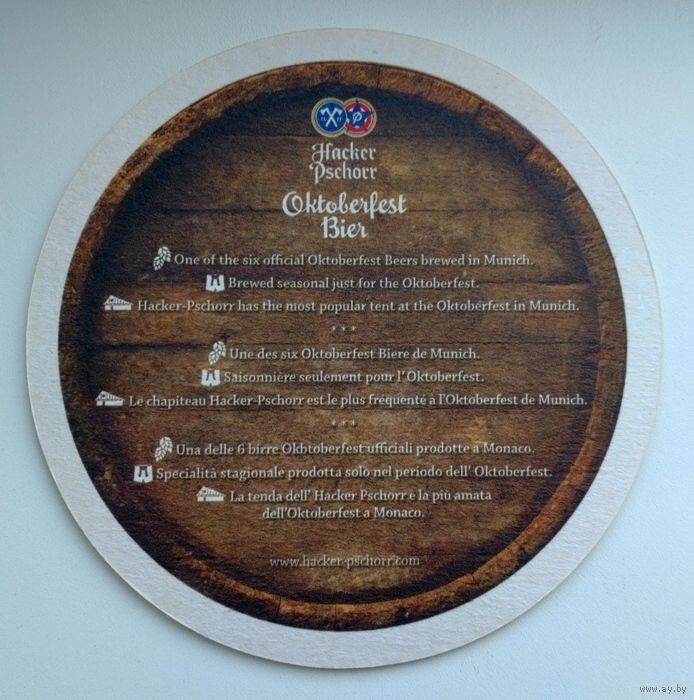 Hacker
Pschorr
Oktoberfest
Bier
One of the six official Oktoberfest Beers brewed in Munich.
Brewed seasonal just for the Oktoberfest.
Hacker-Pschorr has the most popular tent at the Oktoberfest in Munich.
* * *
Une des six Oktoberfest Biere de Munich.
Saisonnière seulement pour l'Oktoberfest.
Le chapiteau Hacker-Pschorr est le plus fréquenté à l'Oktoberfest de Munich.
* * *
Una delle 6 birre Okbtoberfest ufficiali prodotte a Monaco.
Specialità stagionale prodotta solo nel periodo dell' Oktoberfest.
La tenda dell' Hacker Pschorr e la più amata
dell'Oktoberfest a Monaco.
www.hacker-pschorr.com
www.ay.by